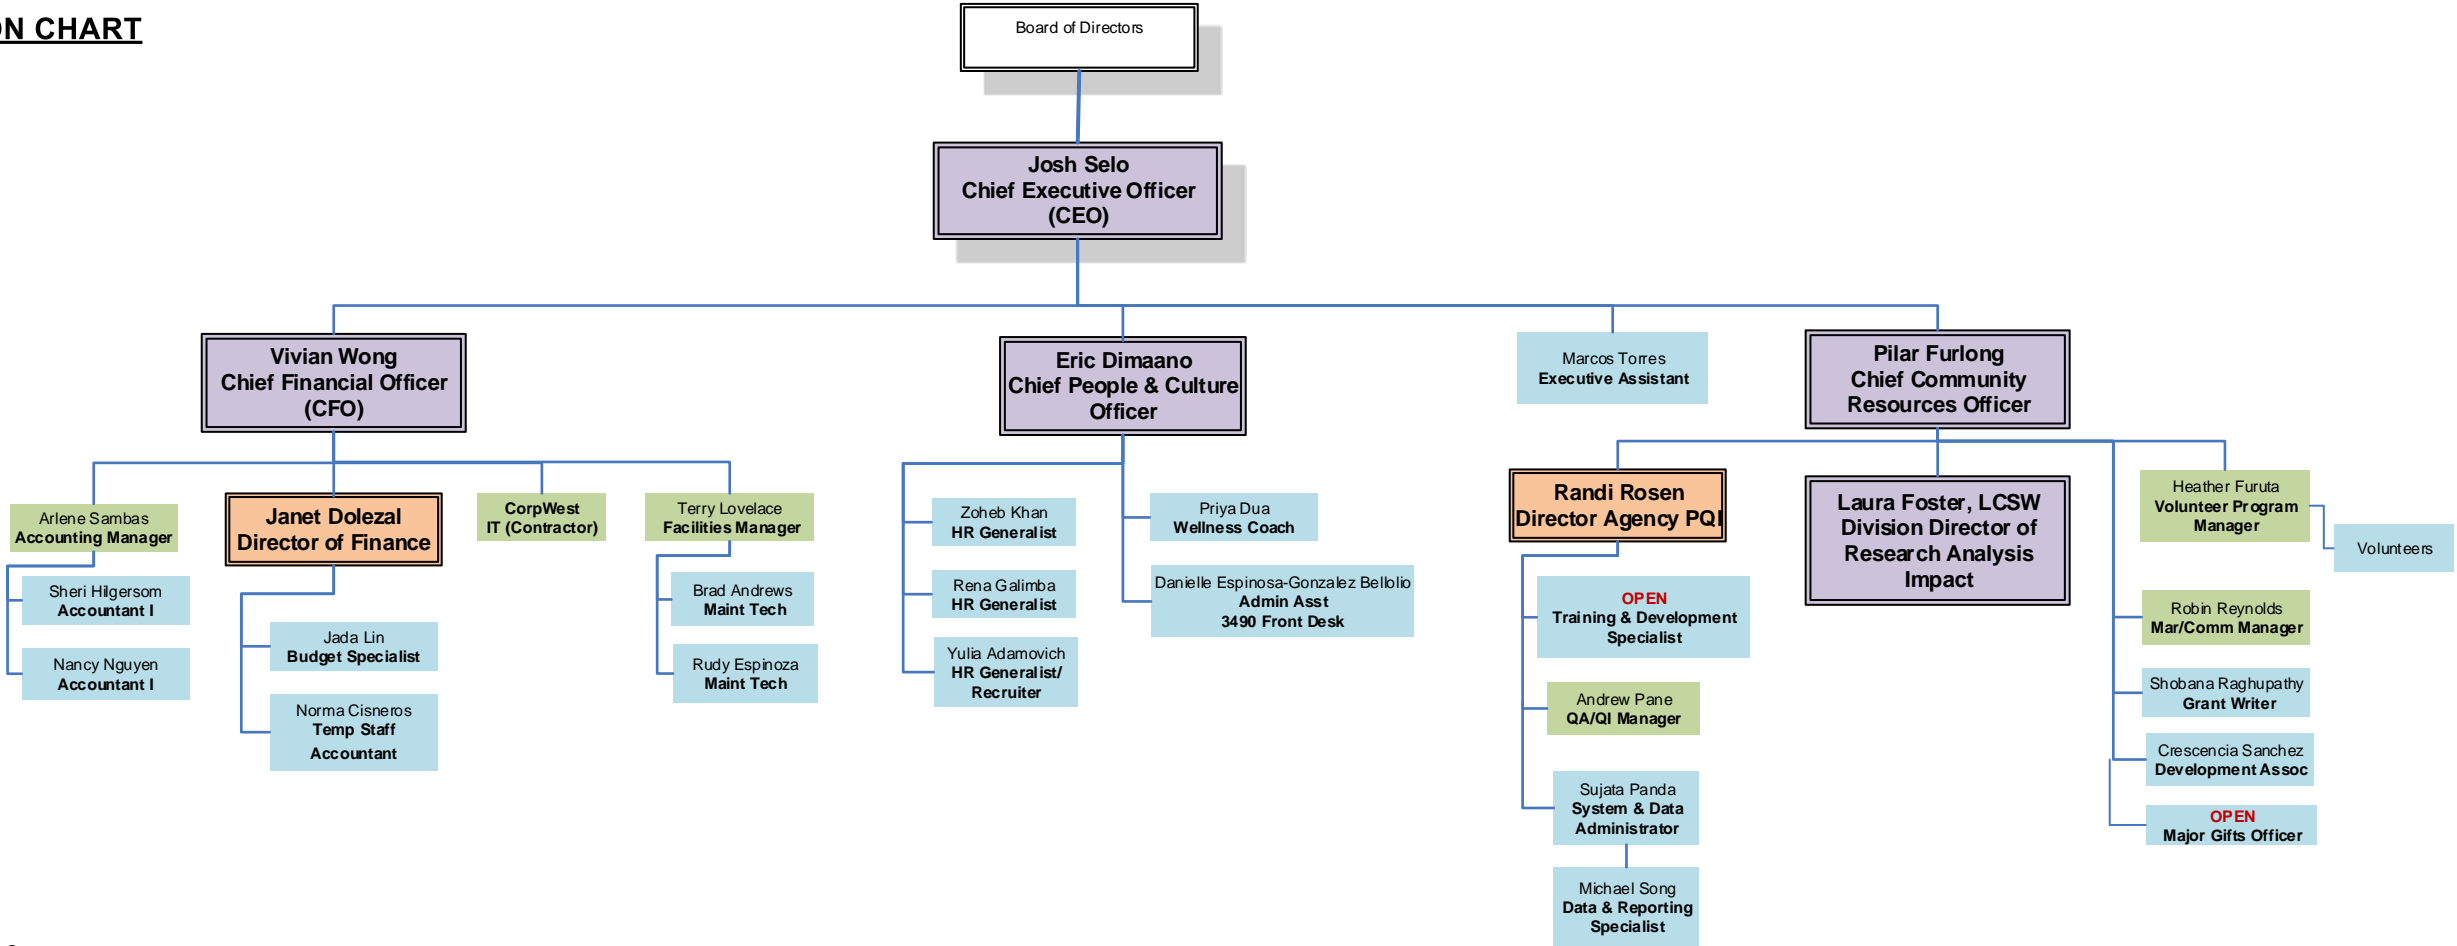 ON CHART
Board of Directors
Josh Selo
Chief Executive Officer
(CEO)
Vivian Wong
Chief Financial Officer
(CFO)
Eric Dimaano
Chief People & Culture
Officer
Marcos Torres
Executive Assistant
Pilar Furlong
Chief Community
Resources Officer
Arlene Sambas
Accounting Manager
Sheri Hilgersom
Accountant I
Nancy Nguyen
Accountant I
Janet Dolezal
Director of Finance
Jada Lin
Budget Specialist
Norma Cisneros
Temp Staff
Accountant
CorpWest
IT (Contractor)
Terry Lovelace
Facilities Manager
Brad Andrews
Maint Tech
Rudy Espinoza
Maint Tech
Zoheb Khan
HR Generalist
Rena Galimba
HR Generalist
Yulia Adamovich
HR Generalist/
Recruiter
Priya Dua
Wellness Coach
Danielle Espinosa-Gonzalez Bellolio
Admin Asst
3490 Front Desk
Randi Rosen
Director Agency PQI
OPEN
Training & Development
Specialist
Andrew Pane
QA/QI Manager
Sujata Panda
System & Data
Administrator
Michael Song
Data & Reporting
Specialist
Laura Foster, LCSW
Division Director of
Research Analysis
Impact
Heather Furuta
Volunteer Program
Manager
Volunteers
Robin Reynolds
Mar/Comm Manager
Shobana Raghupathy
Grant Writer
Crescencia Sanchez
Development Assoc
OPEN
Major Gifts Officer